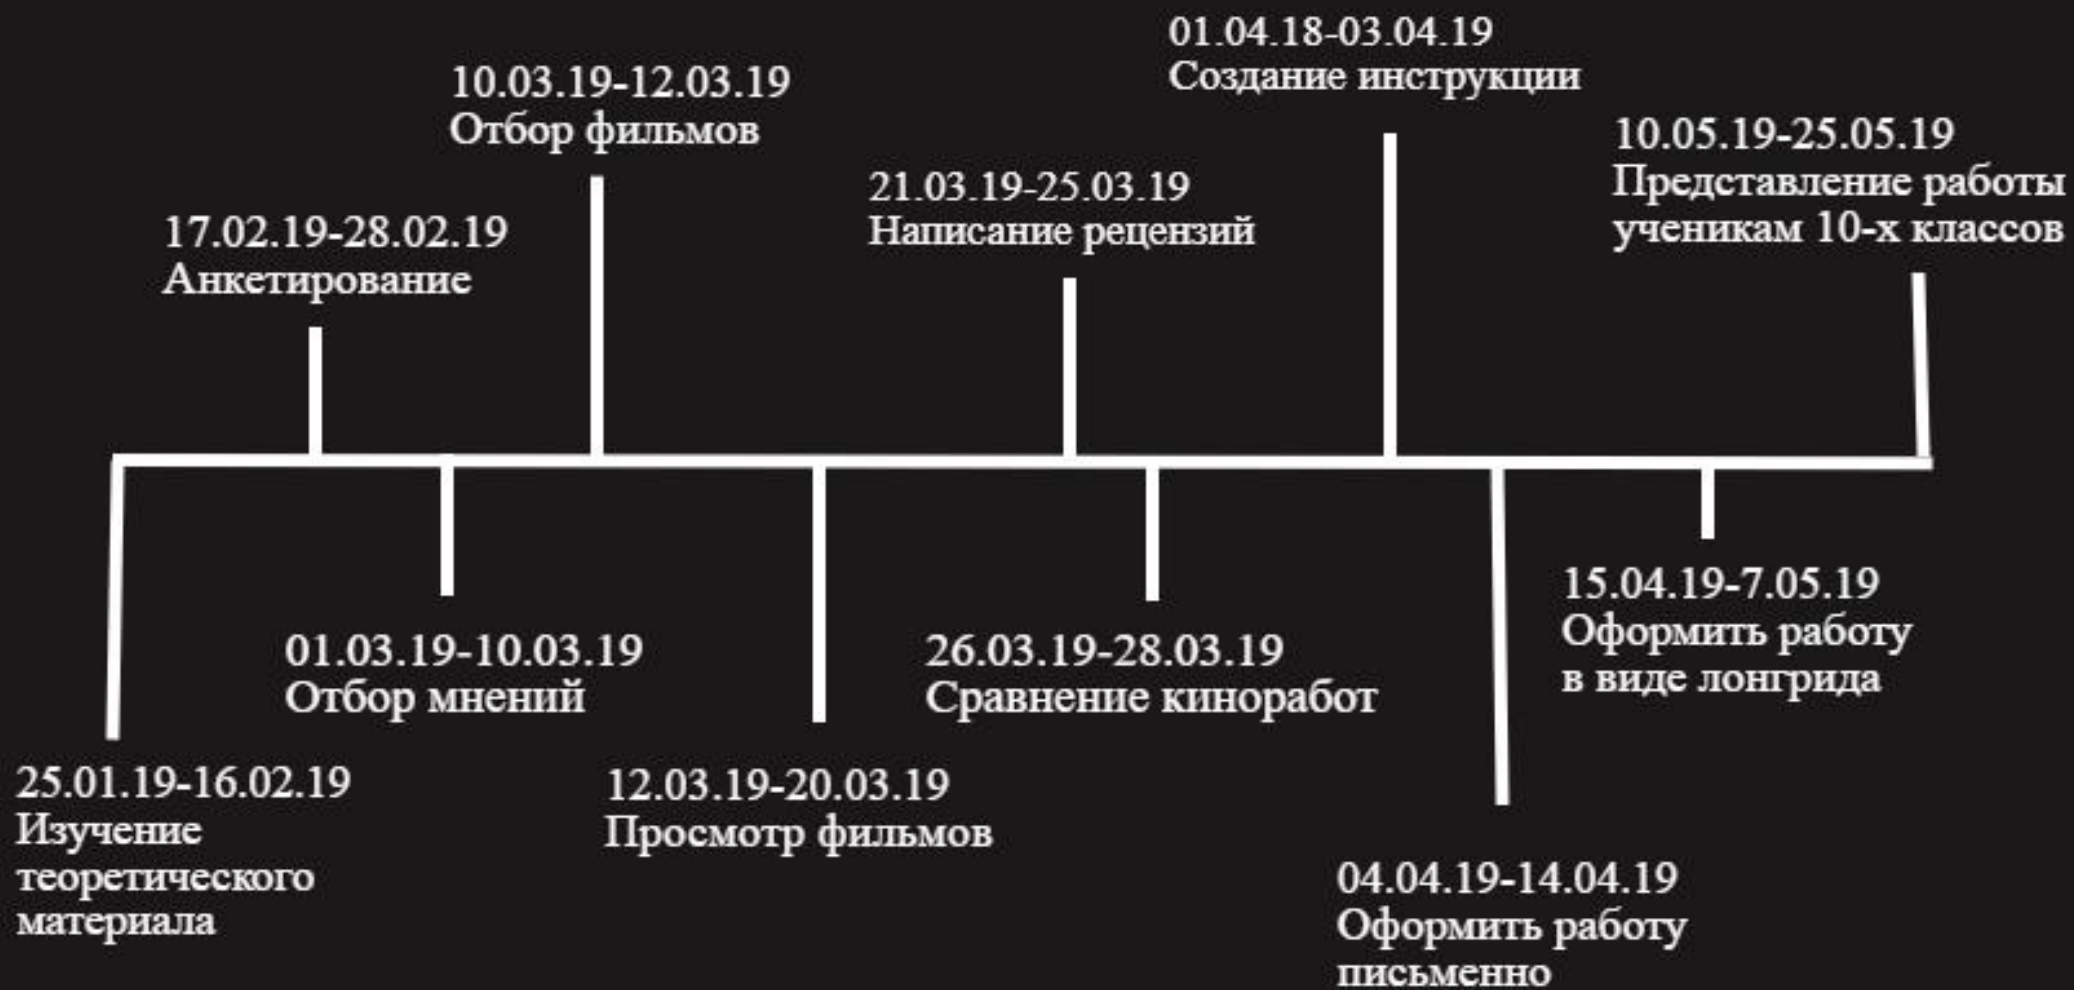 01.04.18-03.04.19
Создание инструкции
10.03.19-12.03.19
Отбор фильмов
10.05.19-25.05.19
Представление работы
ученикам 10-х классов
21.03.19-25.03.19
Написание рецензий
17.02.19-28.02.19
Анкетирование
15.04.19-7.05.19
Оформить работу
в виде лонгрида
01.03.19-10.03.19
Отбор мнений
26.03.19-28.03.19
Сравнение киноработ
25.01.19-16.02.19
Изучение
теоретического
материала
12.03.19-20.03.19
Просмотр фильмов
04.04.19-14.04.19
Оформить работу
письменно